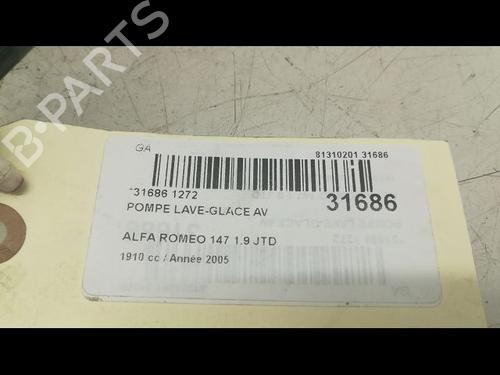 B-PARTS
GA
81310201 31686
31686 1272
31686
POMPE LAVE-GLACE AV
ALFA ROMEO 147 1.9 JTD
1910 cc / Année 2005